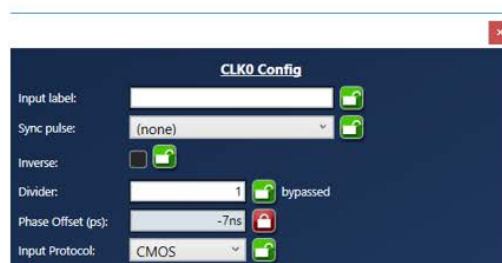 CLK0 Config
Input label:
Sync pulse: (none)
Inverse:
Divider: 1 bypassed
Phase Offset (ps): -7ns
Input Protocol: CMOS